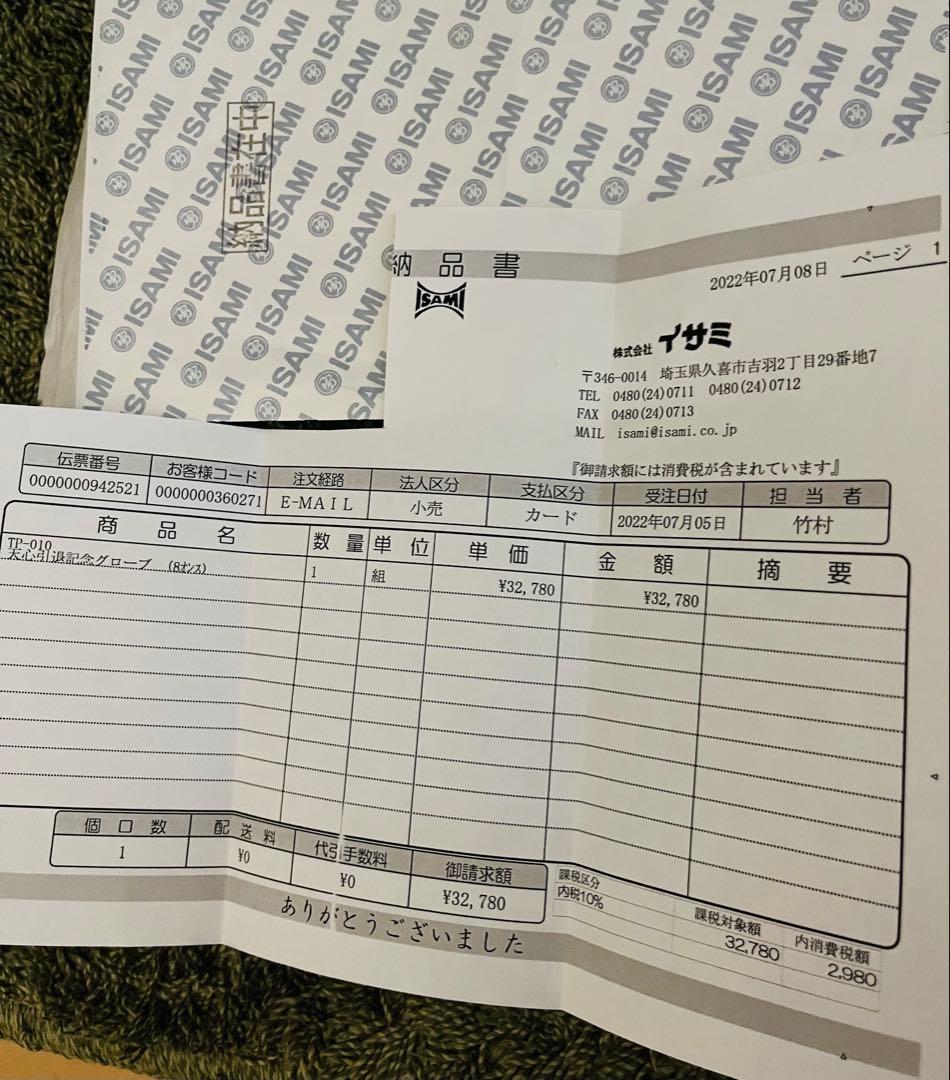 ISAMI
納品書在中
納品書
ISAMI
2022年07月08日 ページ 1
株式会社 イサミ
〒346-0014 埼玉県久喜市吉羽2丁目29番地7
TEL 0480(24)0711 0480(24)0712
FAX 0480(24)0713
MAIL isami@isami.co.jp
『御請求額には消費税が含まれています』
伝票番号 お客様コード 注文経路 法人区分 支払区分 受注日付 担当者
0000000942521 0000000360271 E-MAIL 小売 カード 2022年07月05日 竹村
商品名 数量 単位 単価 金額 摘要
TP-010
天心引退記念グローブ (8オンス) 1 組 ¥32,780 ¥32,780
個口数 配送料 代引手数料 御請求額
1 ¥0 ¥0 ¥32,780
課税区分 課税対象額 内消費税額
内税10% 32,780 2,980
ありがとうございました